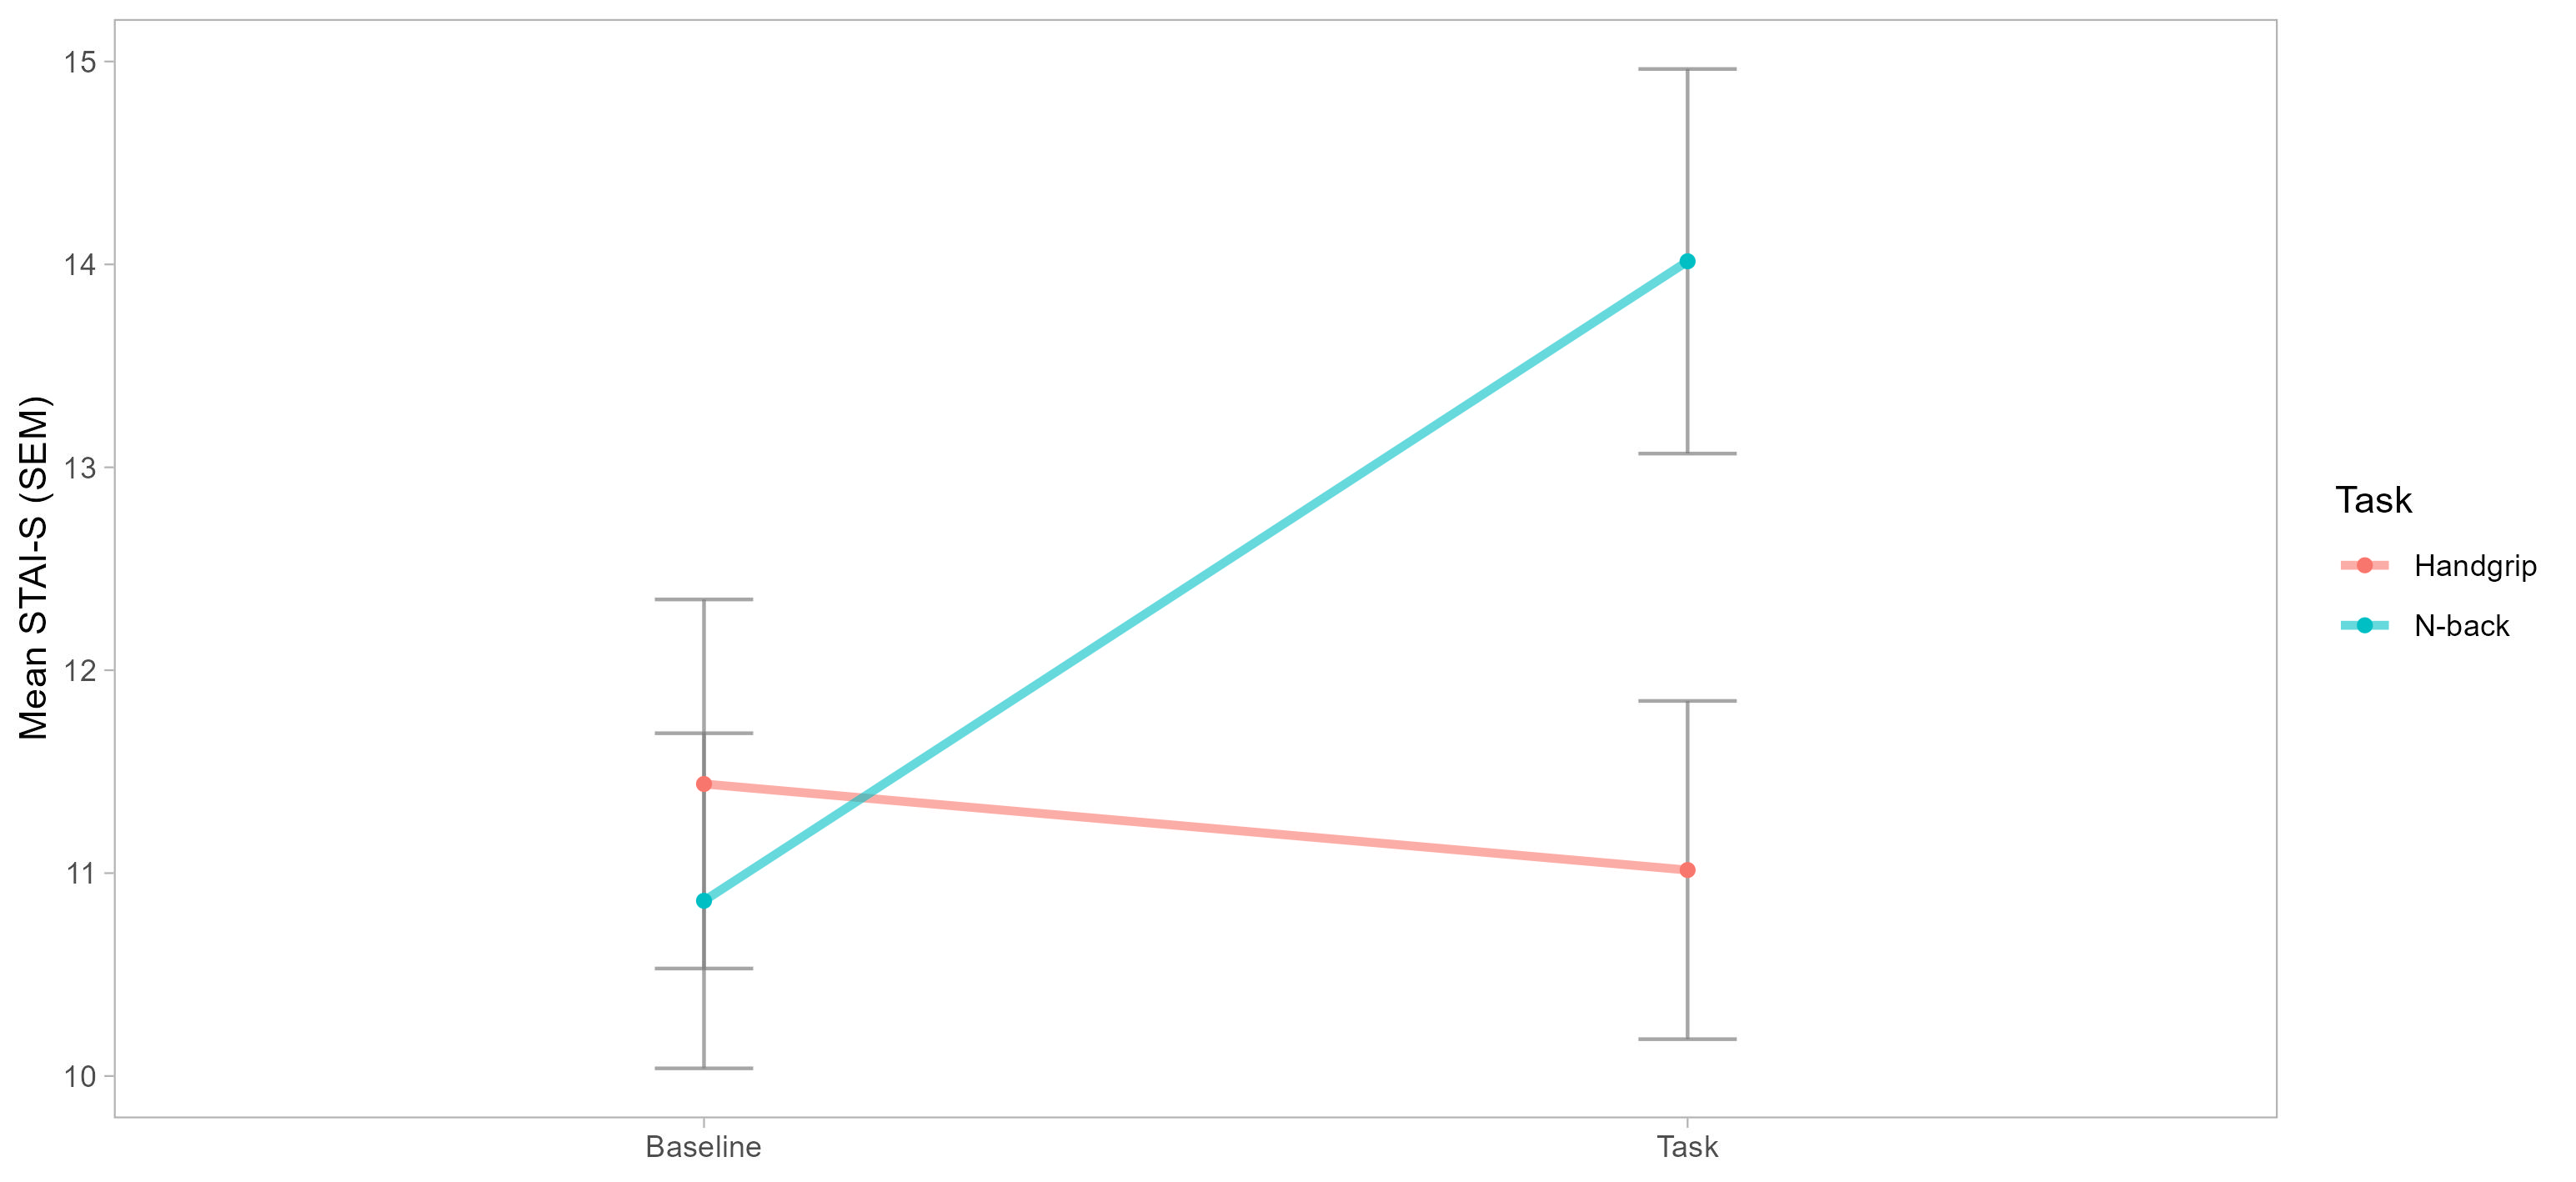 Mean STAI-S (SEM)
15
14
13
12
11
10
Baseline
Task
Task
Handgrip
N-back